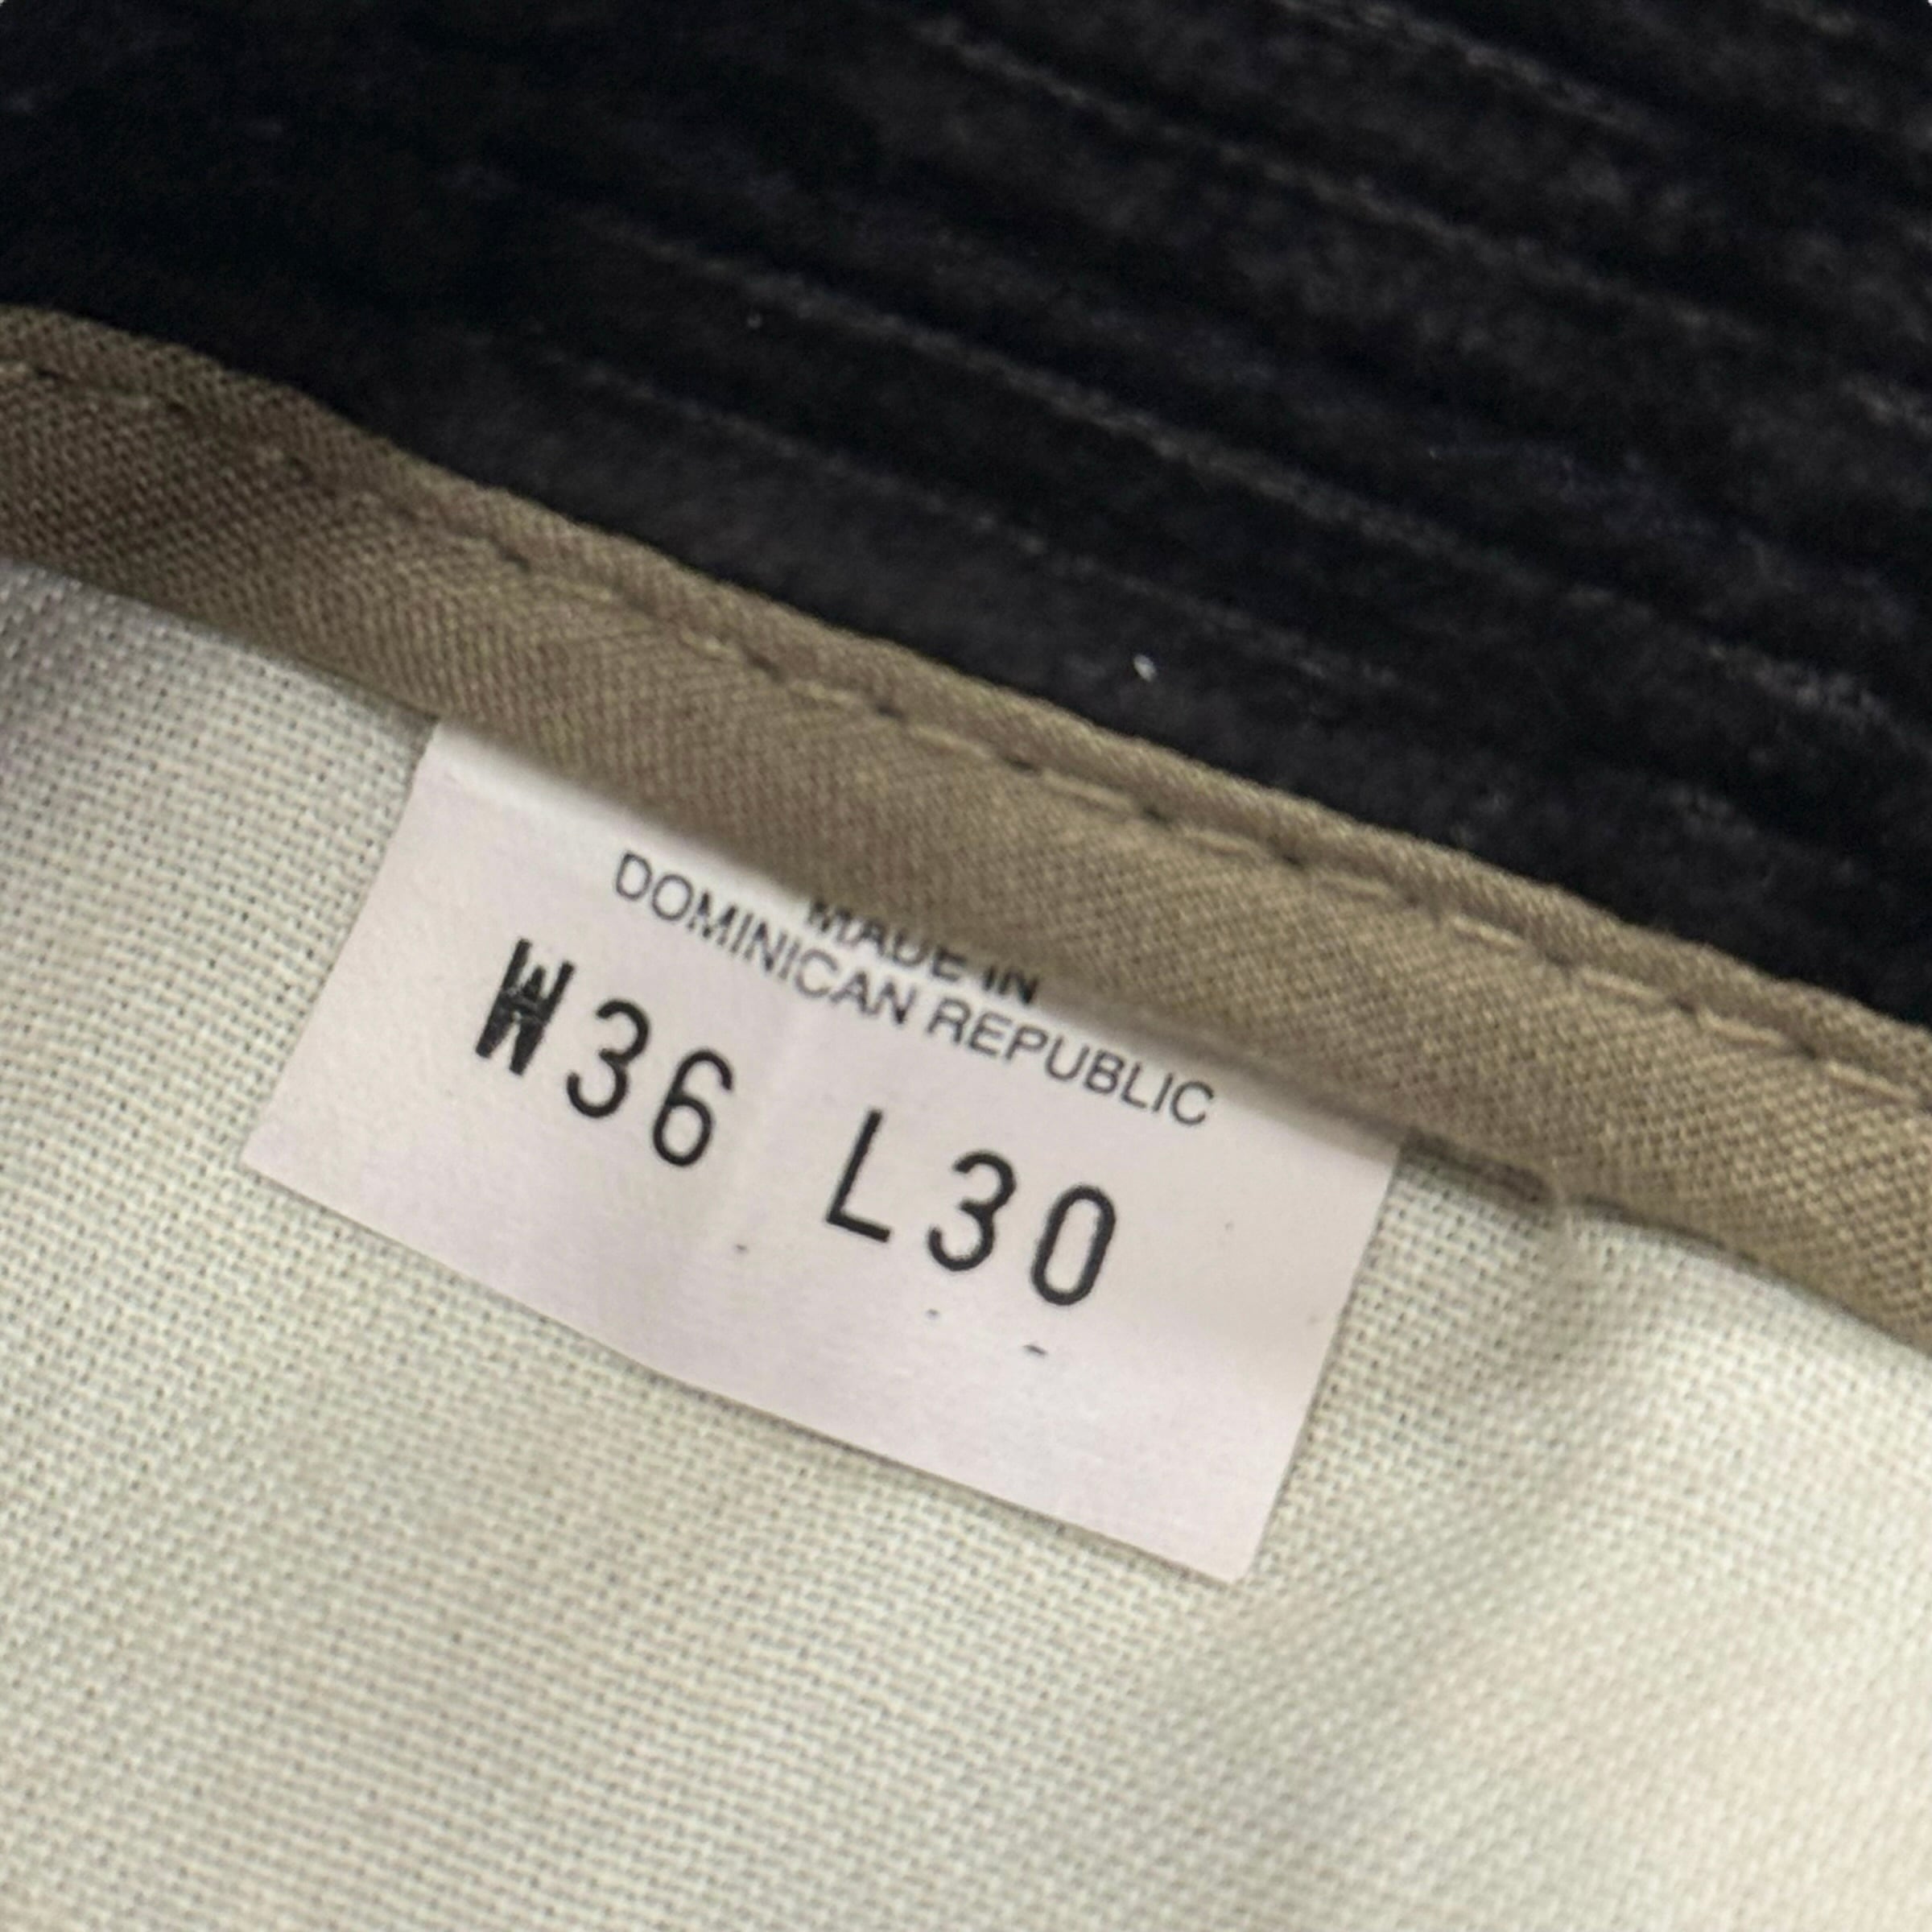 MADE IN
DOMINICAN REPUBLIC
W36 L30